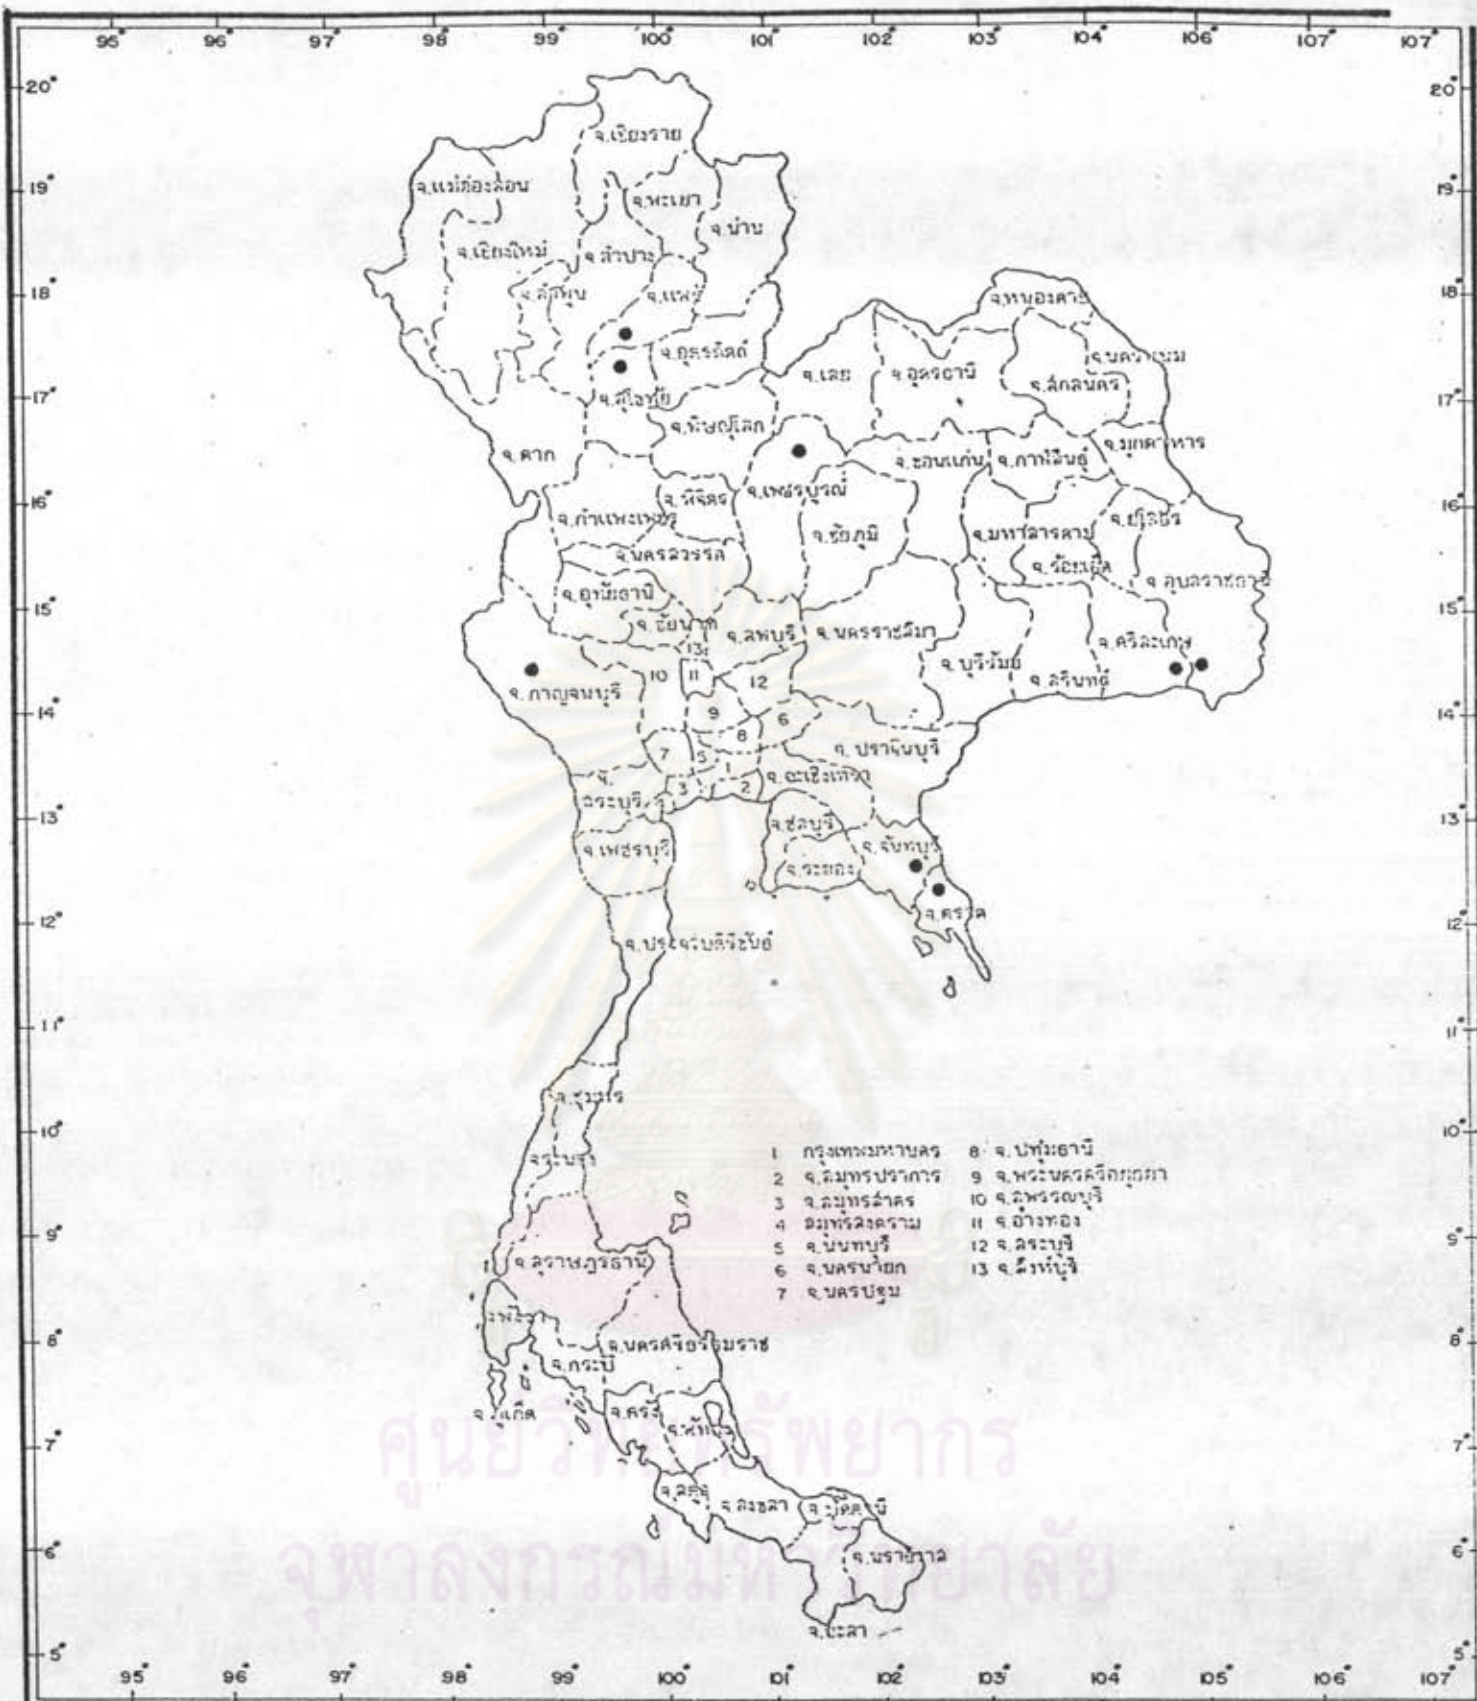 95° 96° 97° 98° 99° 100° 101° 102° 103° 104° 106° 107° 107°
20° 20°
จ.เชียงราย
19° จ.แม่ฮ่องสอน 19°
จ.พะเยา
จ.น่าน
จ.เชียงใหม่ จ.ลำปาง
18° จ.ลำพูน จ.แพร่ จ.หนองคาย 18°
จ.อุตรดิตถ์ จ.นครพนม
จ.เลย จ.อุดรธานี จ.สกลนคร
17° จ.สุโขทัย 17°
จ.พิษณุโลก
จ.ตาก จ.ขอนแก่น จ.กาฬสินธุ์ จ.มุกดาหาร
16° จ.พิจิตร จ.เพชรบูรณ์ 16°
จ.กำแพงเพชร จ.ชัยภูมิ จ.มหาสารคาม จ.ยโสธร
จ.นครสวรรค์ จ.ร้อยเอ็ด จ.อุบลราชธานี
จ.อุทัยธานี
15° จ.ชัยนาท จ.ลพบุรี จ.นครราชสีมา 15°
13 จ.ศรีสะเกษ
จ.กาญจนบุรี 10 11 12 จ.บุรีรัมย์ จ.สุรินทร์
14° 9 6 14°
8
7 5 1 จ.ปราจีนบุรี
จ. 3 2 จ.ฉะเชิงเทรา
13° 13°
จ.ชลบุรี
จ.เพชรบุรี จ.ระยอง จ.จันทบุรี
12° จ.ตราด 12°
จ.ประจวบคิรีขันธ์
11° 11°
จ.ชุมพร
10° 10°
จ.ระนอง
1 กรุงเทพมหานคร 8 จ.ปทุมธานี
2 จ.สมุทรปราการ 9 จ.พระนครศรีอยุธยา
3 จ.สมุทรสาคร 10 จ.สุพรรณบุรี
4 สมุทรสงคราม 11 จ.อ่างทอง
5 จ.นนทบุรี 12 จ.สระบุรี
6 จ.นครนายก 13 จ.สิงห์บุรี
7 จ.นครปฐม
9° 9°
จ.สุราษฎรธานี
8° จ.นครศรีธรรมราช 8°
จ.กระบี่
จ.ตรัง
7° 7°
จ.สตูล จ.สงขลา จ.ปัตตานี
6° จ.นราธิวาส 6°
จ.ยะลา
5° 5°
95° 96° 97° 98° 99° 100° 101° 102° 103° 104° 105° 106° 107°
ศูนย์วิทยทรัพยากร
จุฬาลงกรณ์มหาวิทยาลัย